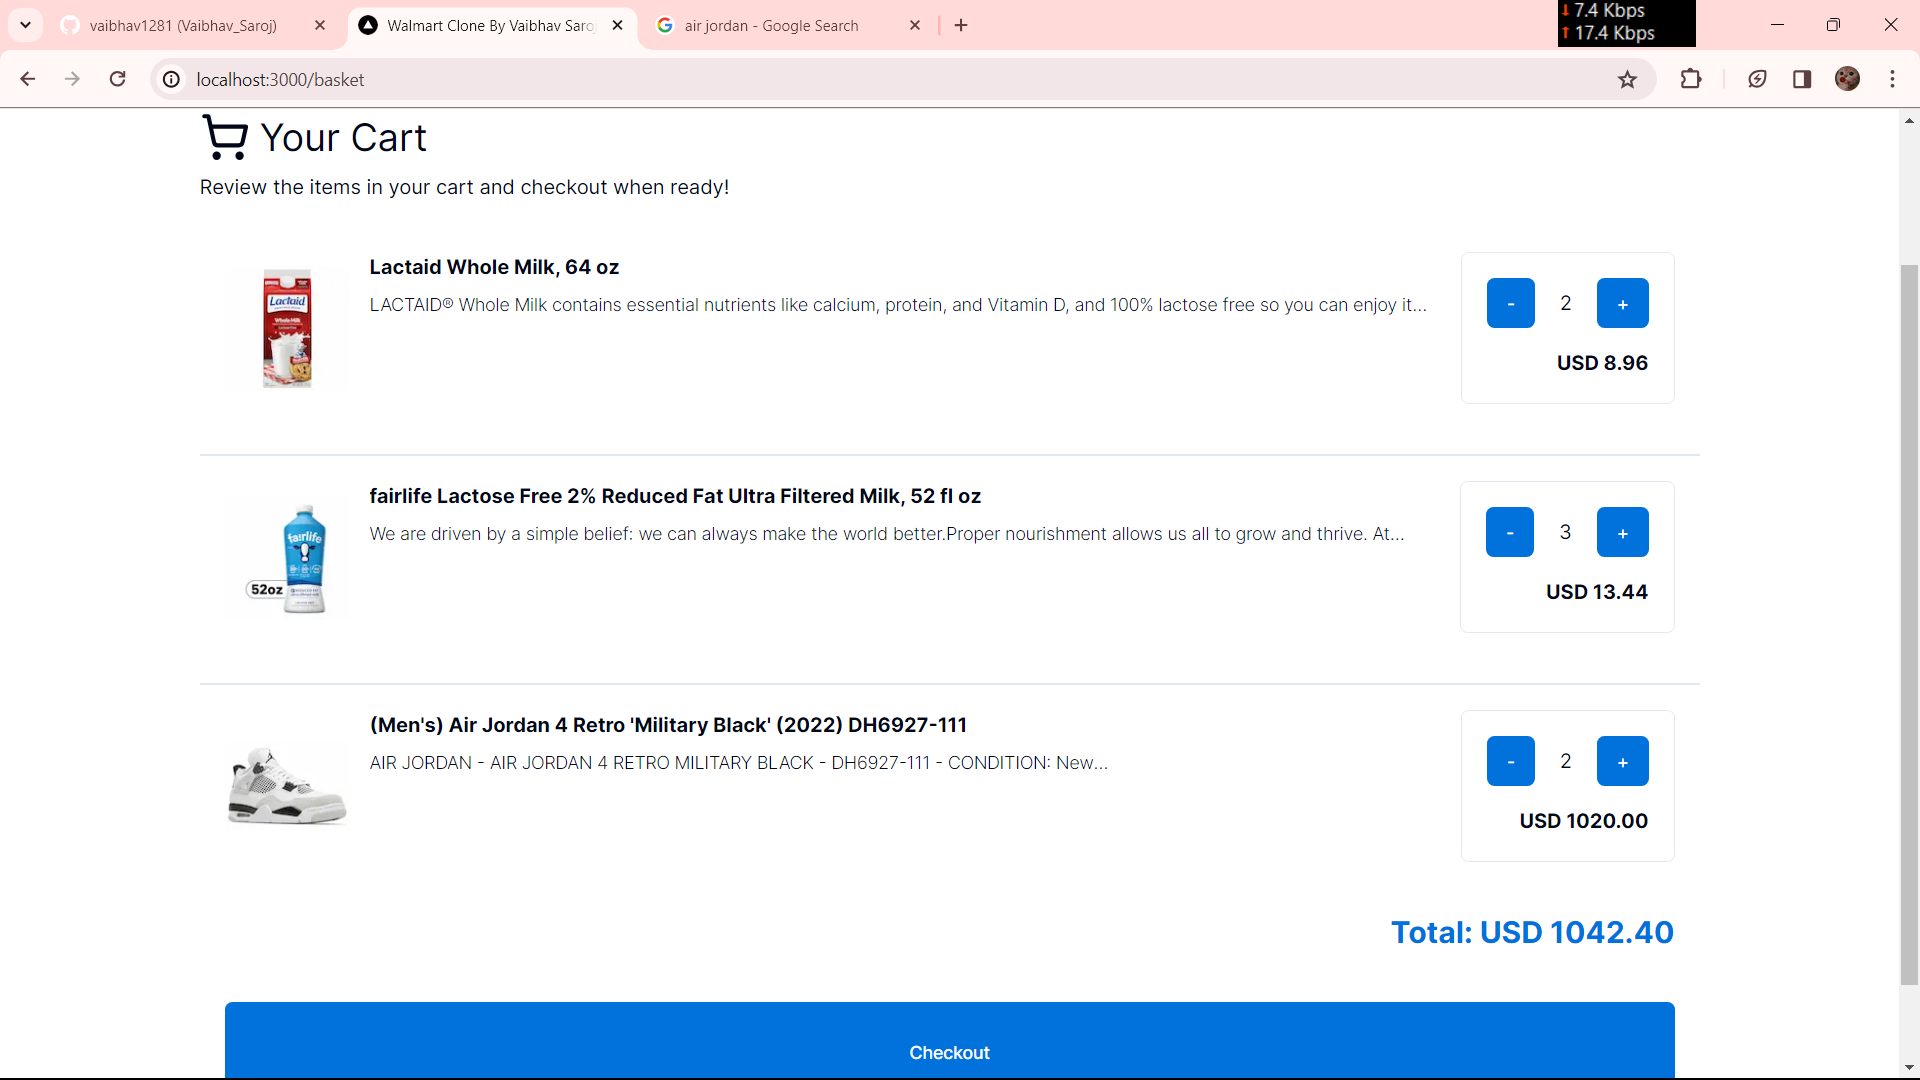 vaibhav1281 (Vaibhav_Saroj)
Walmart Clone By Vaibhav Saroj
air jordan - Google Search
7.4 Kbps
17.4 Kbps
localhost:3000/basket
Your Cart
Review the items in your cart and checkout when ready!
Lactaid Whole Milk, 64 oz
LACTAID® Whole Milk contains essential nutrients like calcium, protein, and Vitamin D, and 100% lactose free so you can enjoy it...
- 2 +
USD 8.96
Lactaid
Whole Milk
fairlife Lactose Free 2% Reduced Fat Ultra Filtered Milk, 52 fl oz
We are driven by a simple belief: we can always make the world better.Proper nourishment allows us all to grow and thrive. At...
- 3 +
USD 13.44
fairlife
52oz
(Men's) Air Jordan 4 Retro 'Military Black' (2022) DH6927-111
AIR JORDAN - AIR JORDAN 4 RETRO MILITARY BLACK - DH6927-111 - CONDITION: New...
- 2 +
USD 1020.00
Total: USD 1042.40
Checkout